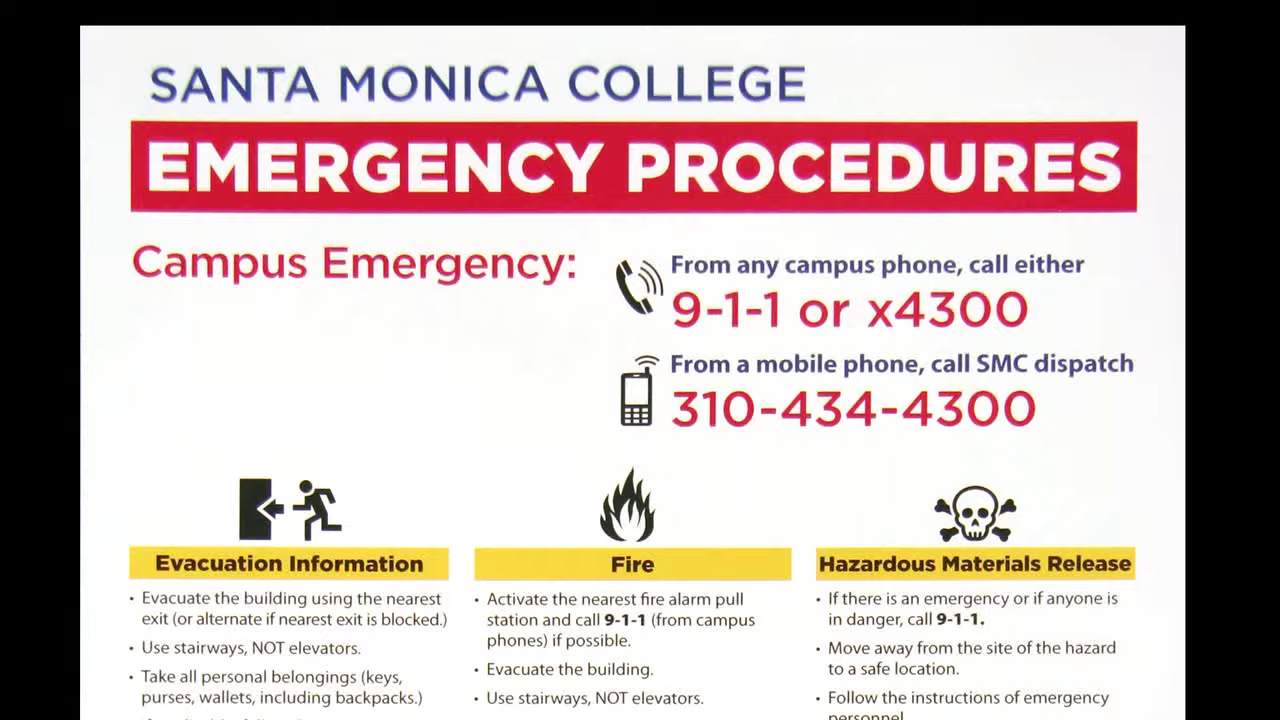 SANTA MONICA COLLEGE
EMERGENCY PROCEDURES
Campus Emergency:
From any campus phone, call either
9-1-1 or x4300
From a mobile phone, call SMC dispatch
310-434-4300
Evacuation Information
• Evacuate the building using the nearest
exit (or alternate if nearest exit is blocked.)
• Use stairways, NOT elevators.
• Take all personal belongings (keys,
purses, wallets, including backpacks.)
Fire
• Activate the nearest fire alarm pull
station and call 9-1-1 (from campus
phones) if possible.
• Evacuate the building.
• Use stairways, NOT elevators.
Hazardous Materials Release
• If there is an emergency or if anyone is
in danger, call 9-1-1.
• Move away from the site of the hazard
to a safe location.
• Follow the instructions of emergency
personnel.